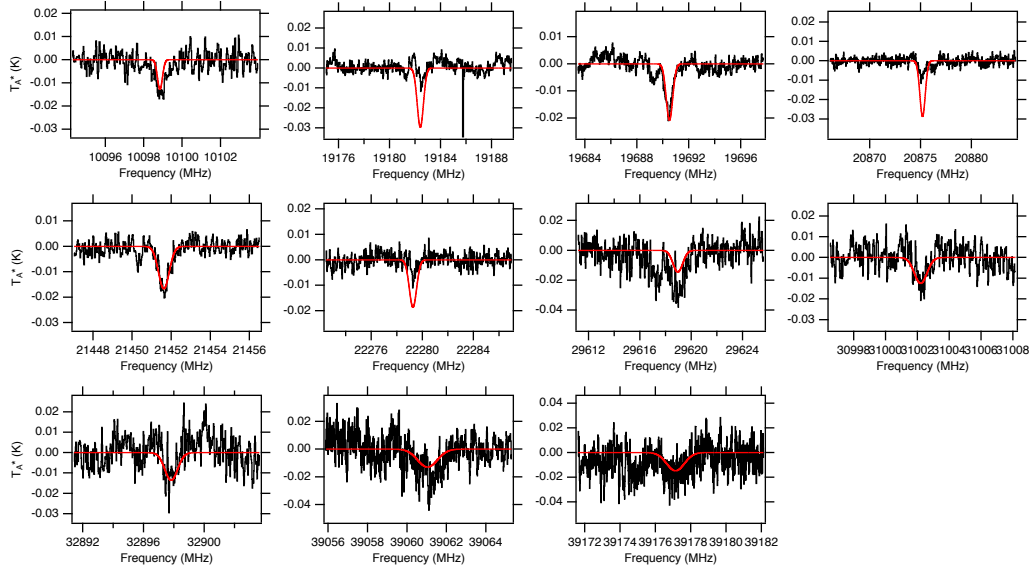 T_A* (K)
0.02
0.01
0.00
-0.01
-0.02
-0.03
10096 10098 10100 10102
Frequency (MHz)
0.02
0.01
0.00
-0.01
-0.02
-0.03
19176 19180 19184 19188
Frequency (MHz)
0.01
0.00
-0.01
-0.02
19684 19688 19692 19696
Frequency (MHz)
0.02
0.01
0.00
-0.01
-0.02
-0.03
20870 20875 20880
Frequency (MHz)
T_A* (K)
0.01
0.00
-0.01
-0.02
-0.03
21448 21450 21452 21454 21456
Frequency (MHz)
0.02
0.01
0.00
-0.01
-0.02
22276 22280 22284
Frequency (MHz)
0.02
0.00
-0.02
-0.04
29612 29616 29620 29624
Frequency (MHz)
0.02
0.01
0.00
-0.01
-0.02
-0.03
30998 31000 31002 31004 31006 31008
Frequency (MHz)
T_A* (K)
0.02
0.01
0.00
-0.01
-0.02
-0.03
32892 32896 32900
Frequency (MHz)
0.02
0.00
-0.02
-0.04
39056 39058 39060 39062 39064
Frequency (MHz)
0.04
0.02
0.00
-0.02
-0.04
39172 39174 39176 39178 39180 39182
Frequency (MHz)